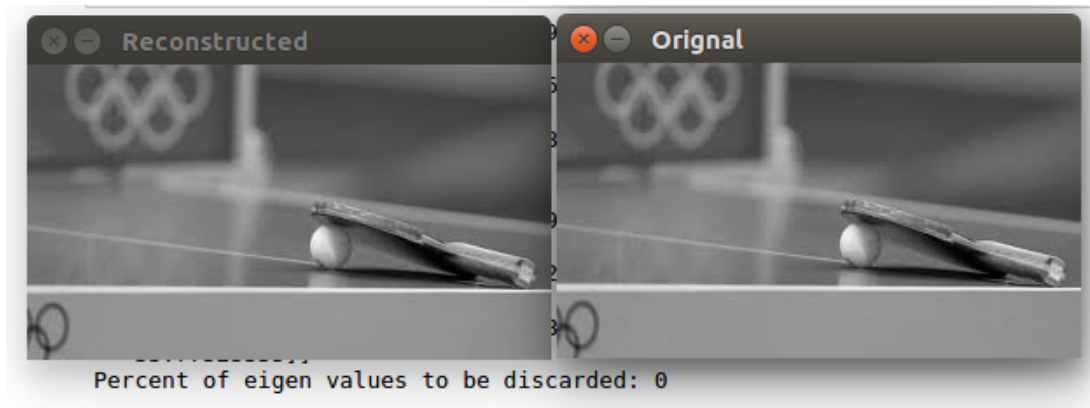 Reconstructed
Orignal
Percent of eigen values to be discarded: 0